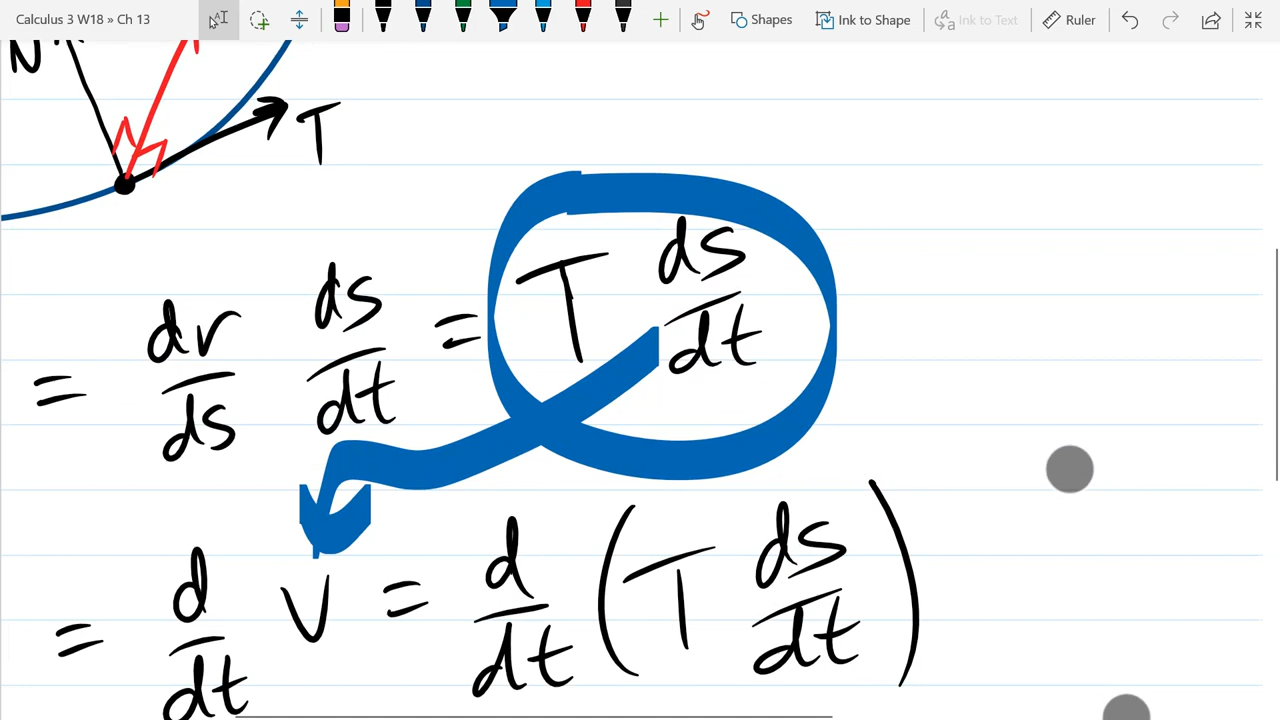 Calculus 3 W18 » Ch 13
Shapes
Ink to Shape
Ink to Text
Ruler
N
T
= dr/ds ds/dt = T ds/dt
= d/dt V = d/dt (T ds/dt)